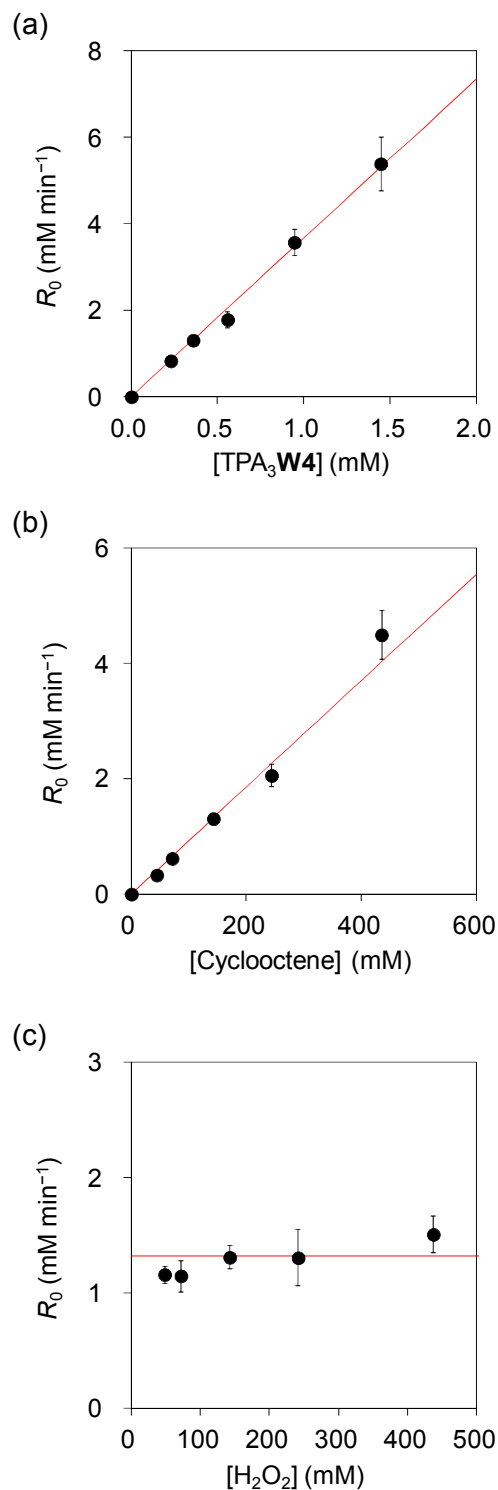 (a)
8
6
4
2
0
R₀ (mM min⁻¹)
0.0 0.5 1.0 1.5 2.0
[TPA₃W4] (mM)
(b)
6
4
2
0
R₀ (mM min⁻¹)
0 200 400 600
[Cyclooctene] (mM)
(c)
3
2
1
0
R₀ (mM min⁻¹)
0 100 200 300 400 500
[H₂O₂] (mM)